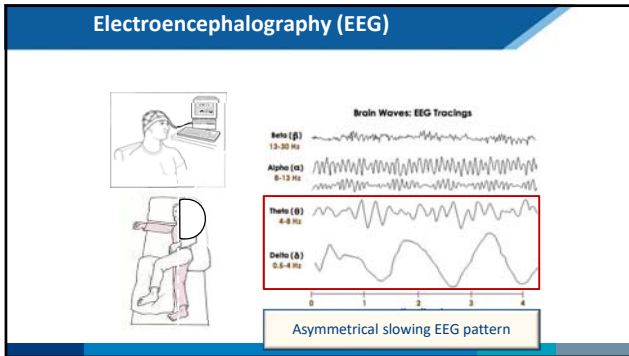 Electroencephalography (EEG)
Brain Waves: EEG Tracings
Beta (β)
13-30 Hz
Alpha (α)
8-13 Hz
Theta (θ)
4-8 Hz
Delta (δ)
0.5-4 Hz
0 1 2 3 4
Asymmetrical slowing EEG pattern